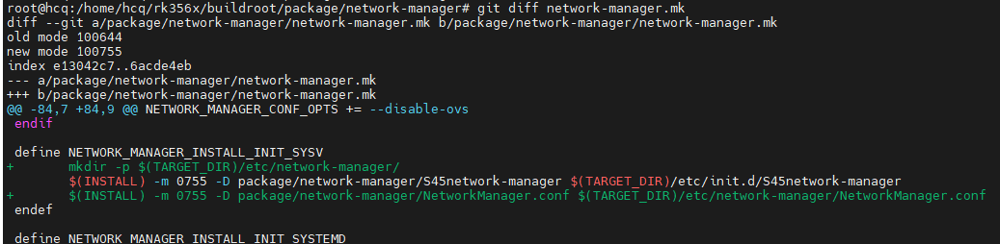 root@hcq:/home/hcq/rk356x/buildroot/package/network-manager# git diff network-manager.mk
diff --git a/package/network-manager/network-manager.mk b/package/network-manager/network-manager.mk
old mode 100644
new mode 100755
index e13042c7..6acde4eb
--- a/package/network-manager/network-manager.mk
+++ b/package/network-manager/network-manager.mk
@@ -84,7 +84,9 @@ NETWORK_MANAGER_CONF_OPTS += --disable-ovs
 endif

 define NETWORK_MANAGER_INSTALL_INIT_SYSV
+       mkdir -p $(TARGET_DIR)/etc/network-manager/
        $(INSTALL) -m 0755 -D package/network-manager/S45network-manager $(TARGET_DIR)/etc/init.d/S45network-manager
+       $(INSTALL) -m 0755 -D package/network-manager/NetworkManager.conf $(TARGET_DIR)/etc/network-manager/NetworkManager.conf
 endef

 define NETWORK_MANAGER_INSTALL_INIT_SYSTEMD